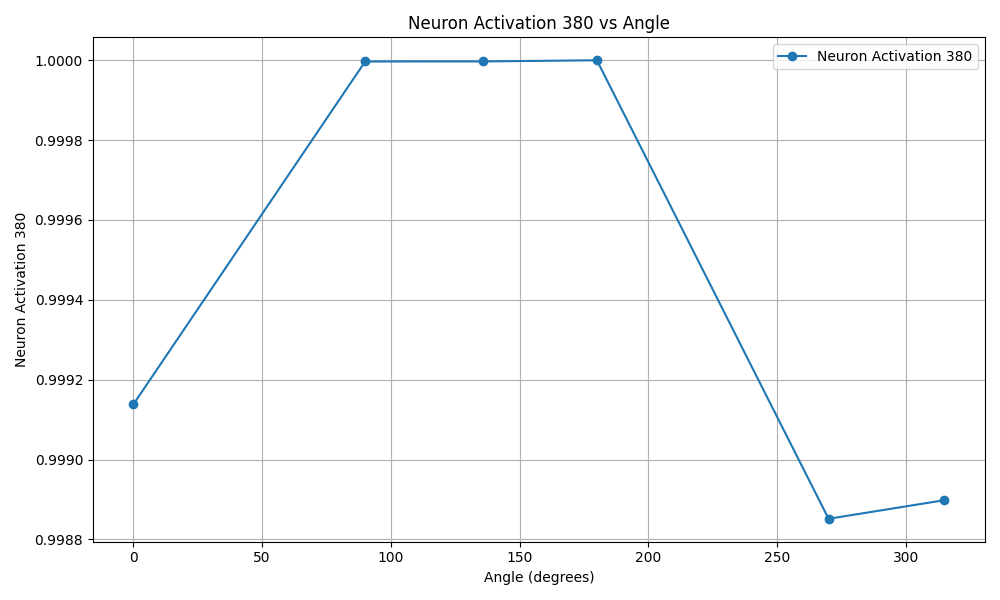 Neuron Activation 380 vs Angle
Neuron Activation 380
1.0000
0.9998
0.9996
0.9994
0.9992
0.9990
0.9988
Neuron Activation 380
0 50 100 150 200 250 300
Angle (degrees)